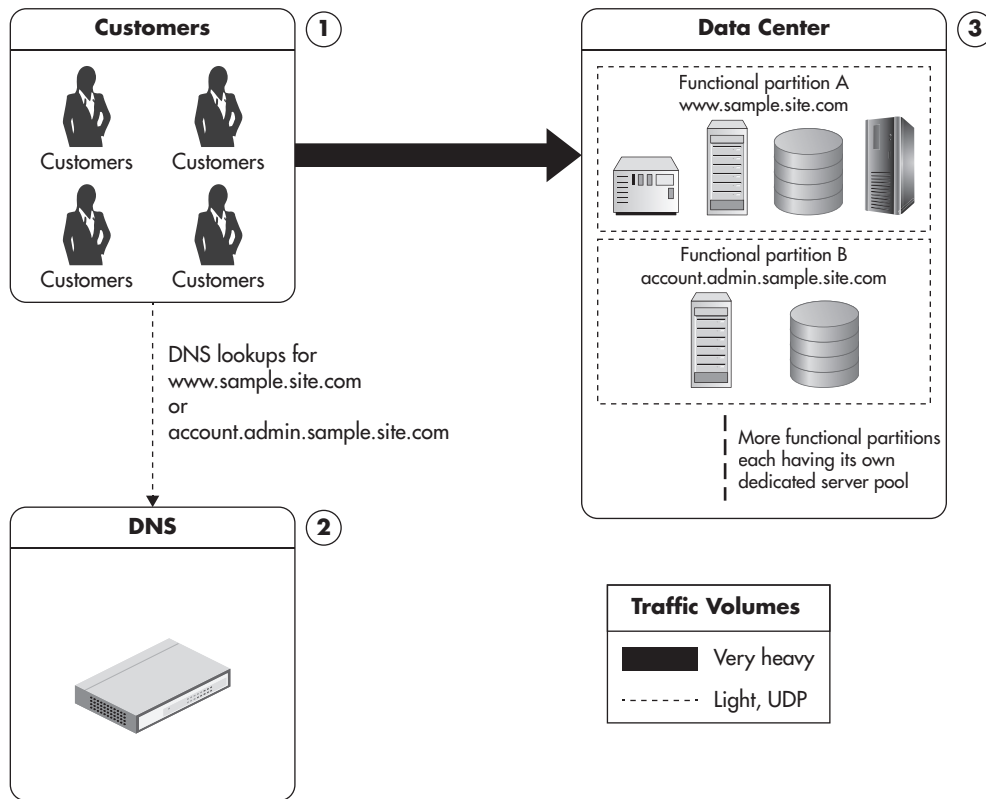 Customers
1
Customers
Customers
Customers
Customers
DNS lookups for
www.sample.site.com
or
account.admin.sample.site.com
DNS
2
Data Center
3
Functional partition A
www.sample.site.com
Functional partition B
account.admin.sample.site.com
More functional partitions
each having its own
dedicated server pool
Traffic Volumes
Very heavy
Light, UDP